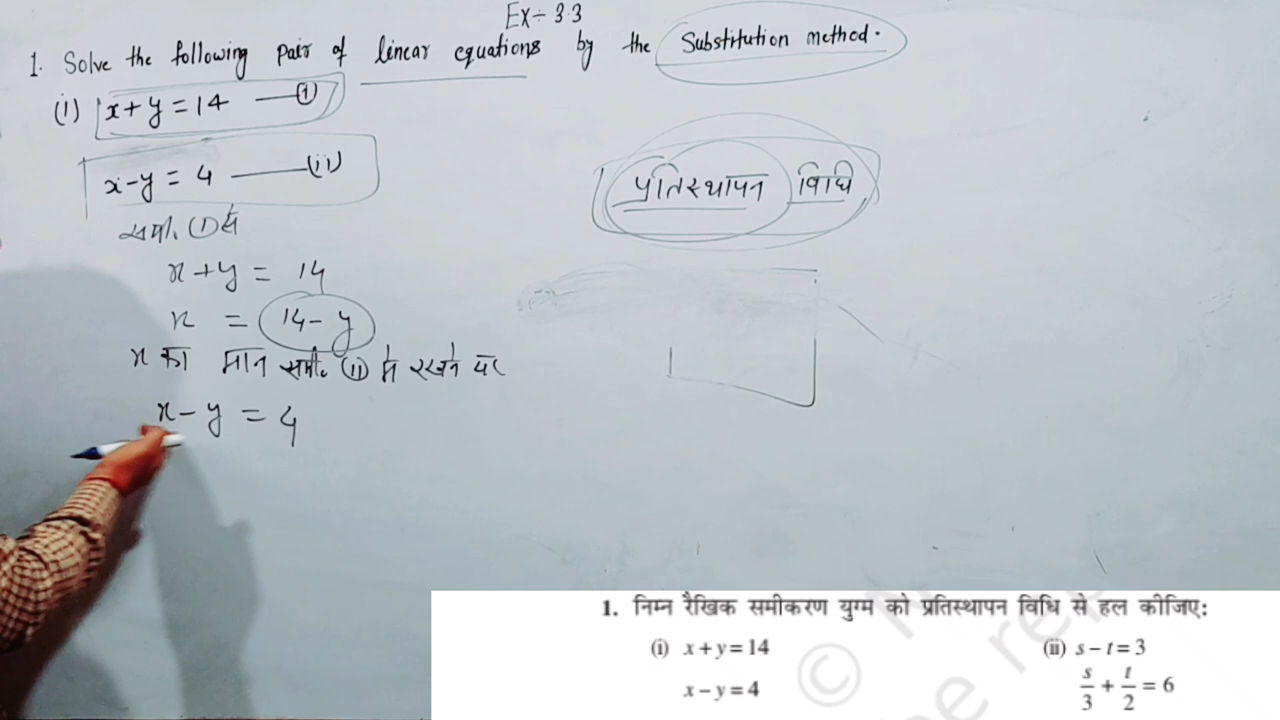 Ex÷ 3.3
1. Solve the following pair of linear equations by the Substitution method.
(i) x+y=14 —①
x-y = 4 —(ii)
प्रतिस्थापन विधि
समी. ① से
x+y = 14
x = 14-y
x का मान समी. (ii) में रखने पर
x-y = 4
1. निम्न रैखिक समीकरण युग्म को प्रतिस्थापन विधि से हल कीजिए:
(i) x+y=14 (ii) s-t=3
x-y=4 s/3 + t/2 = 6